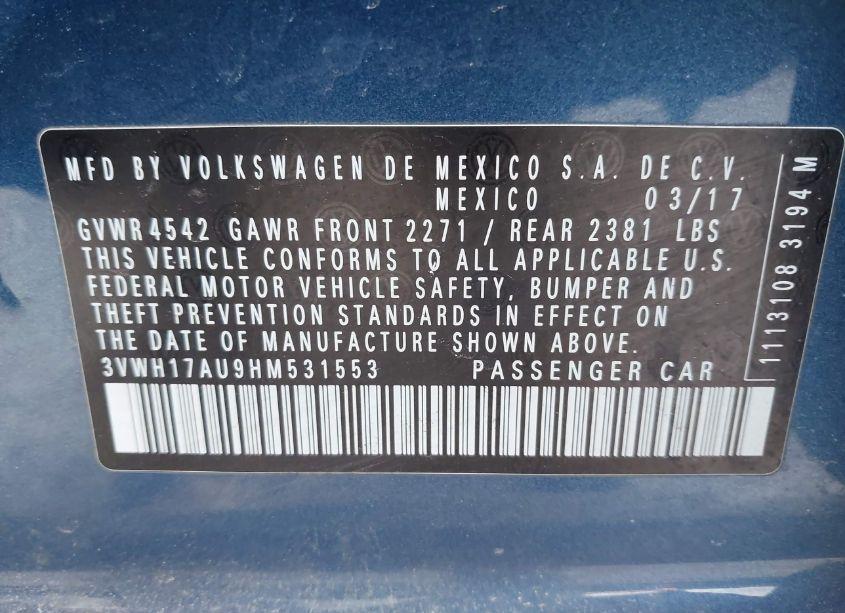 MFD BY VOLKSWAGEN DE MEXICO S.A. DE C.V.
MEXICO 03/17
GVWR 4542 GAWR FRONT 2271 / REAR 2381 LBS
THIS VEHICLE CONFORMS TO ALL APPLICABLE U.S.
FEDERAL MOTOR VEHICLE SAFETY, BUMPER AND
THEFT PREVENTION STANDARDS IN EFFECT ON
THE DATE OF MANUFACTURE SHOWN ABOVE.
3VWH17AU9HM531553 PASSENGER CAR
1113108 3194 M